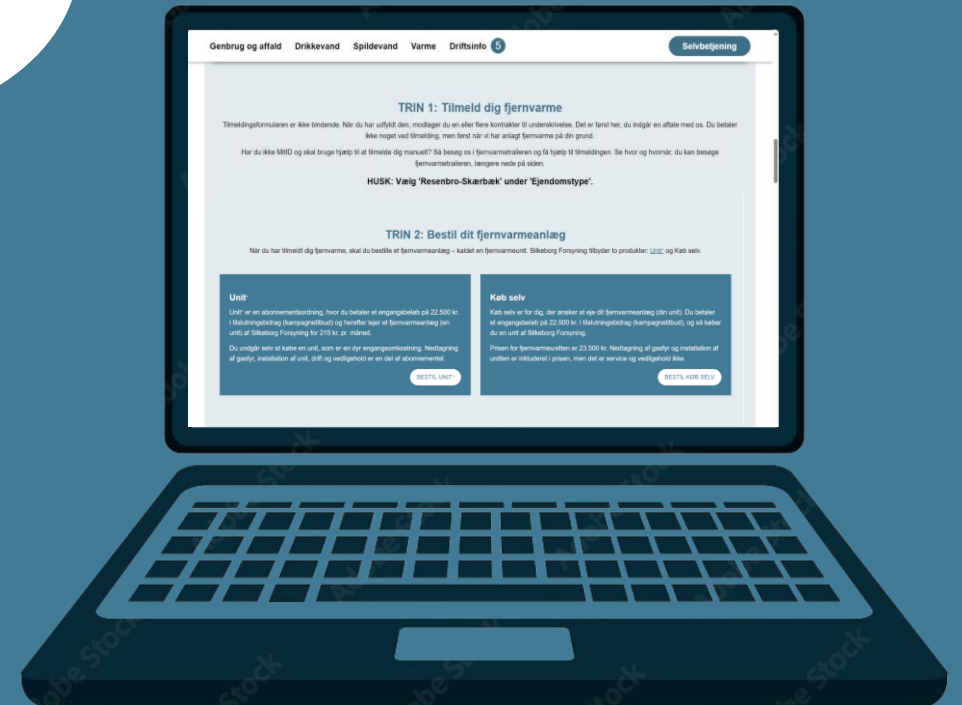 Genbrug og affald Drikkevand Spildevand Varme Driftsinfo 5 Selvbetjening
TRIN 1: Tilmeld dig fjernvarme
Tilmeldingsformularen er ikke bindende. Når du har udfyldt den, modtager du en eller flere kontrakter til underskrivelse. Det er først her, du indgår en aftale med os. Du betaler
ikke noget ved tilmelding, men først når vi har anlagt fjernvarme på din grund.
Har du ikke MitID og skal bruge hjælp til at tilmelde dig manuelt? Så besøg os i fjernvarmetraileren og få hjælp til tilmeldingen. Se hvor og hvornår, du kan besøge
fjernvarmetraileren, længere nede på siden.
HUSK: Vælg 'Resenbro-Skærbæk' under 'Ejendomstype'.
TRIN 2: Bestil dit fjernvarmeanlæg
Når du har tilmeldt dig fjernvarme, skal du bestille et fjernvarmeanlæg – kaldet en fjernvarmeunit. Silkeborg Forsyning tilbyder to produkter: Unit+ og Køb selv.
Unit+
Unit+ er en abonnementsordning, hvor du betaler et engangsbeløb på 22.500 kr.
i tilslutningsbidrag (kampagnetilbud) og herefter lejer et fjernvarmeanlæg (en
unit) af Silkeborg Forsyning for 215 kr. pr. måned.
Du undgår selv at købe en unit, som er en dyr engangsomkostning. Nedtagning
af gasfyr, installation af unit, drift og vedligehold er en del af abonnementet.
BESTIL UNIT+
Køb selv
Køb selv er for dig, der ønsker at eje dit fjernvarmeanlæg (din unit). Du betaler
et engangsbeløb på 22.500 kr. i tilslutningsbidrag (kampagnetilbud), og så køber
du en unit af Silkeborg Forsyning.
Prisen for fjernvarmeunitten er 23.500 kr. Nedtagning af gasfyr og installation af
unitten er inkluderet i prisen, men det er service og vedligehold ikke.
BESTIL KØB SELV
Adobe Stock